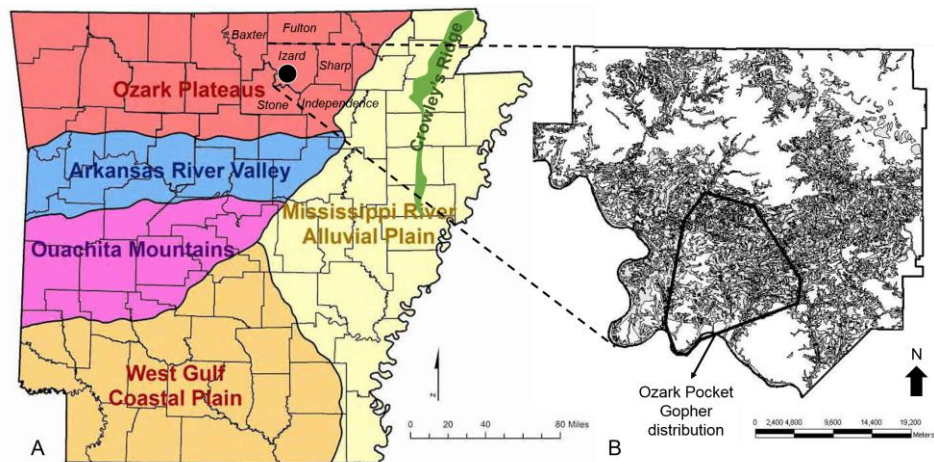 Fulton
Baxter
Izard
Sharp
Ozark Plateaus
Stone
Independence
Crowley's Ridge
Arkansas River Valley
Mississippi River
Alluvial Plain
Ouachita Mountains
West Gulf
Coastal Plain
N
A
0 20 40 80 Miles
Ozark Pocket
Gopher
distribution
B
N
0 2,400 4,800 9,600 14,400 19,200
Meters